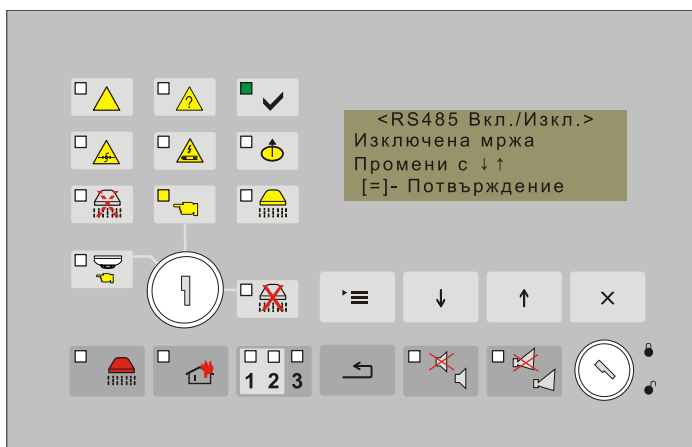 <RS485 Вкл./Изкл.>
Изключена мржа
Промени с ↓↑
[=]- Потвърждение
?
1 2 3